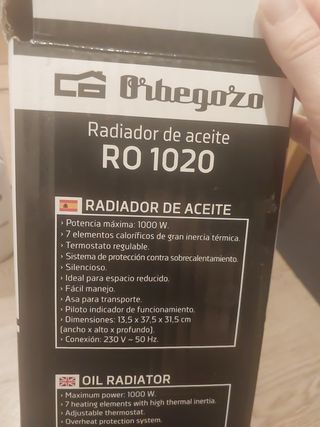 Orbegozo
Radiador de aceite
RO 1020
RADIADOR DE ACEITE
› Potencia máxima: 1000 W.
› 7 elementos caloríficos de gran inercia térmica.
› Termostato regulable.
› Sistema de protección contra sobrecalentamiento.
› Silencioso.
› Ideal para espacio reducido.
› Fácil manejo.
› Asa para transporte.
› Piloto indicador de funcionamiento.
› Dimensiones: 13,5 x 37,5 x 31,5 cm
(ancho x alto x profundo).
› Conexión: 230 V ~ 50 Hz.
OIL RADIATOR
› Maximum power: 1000 W.
› 7 heating elements with high thermal inertia.
› Adjustable thermostat.
› Overheat protection system.